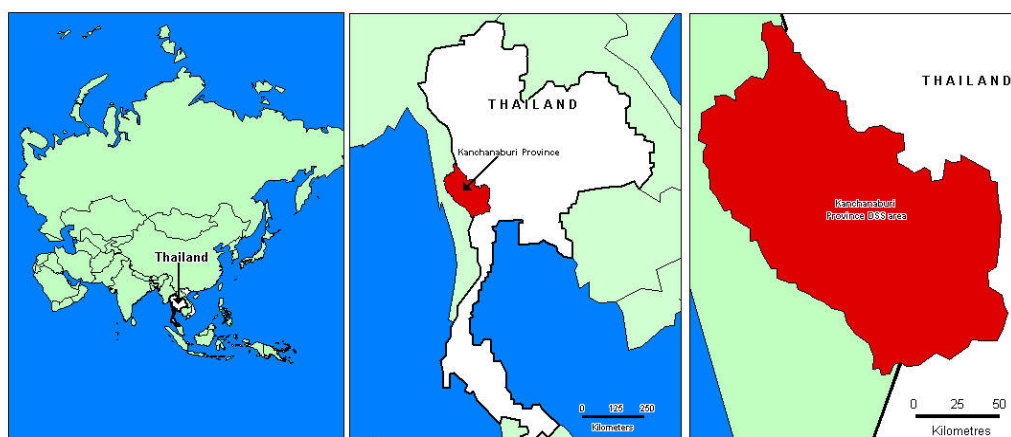 Thailand
THAILAND
Kanchanaburi Province
0 125 250
Kilometers
THAILAND
Kanchanaburi
Province DSS area
0 25 50
Kilometres